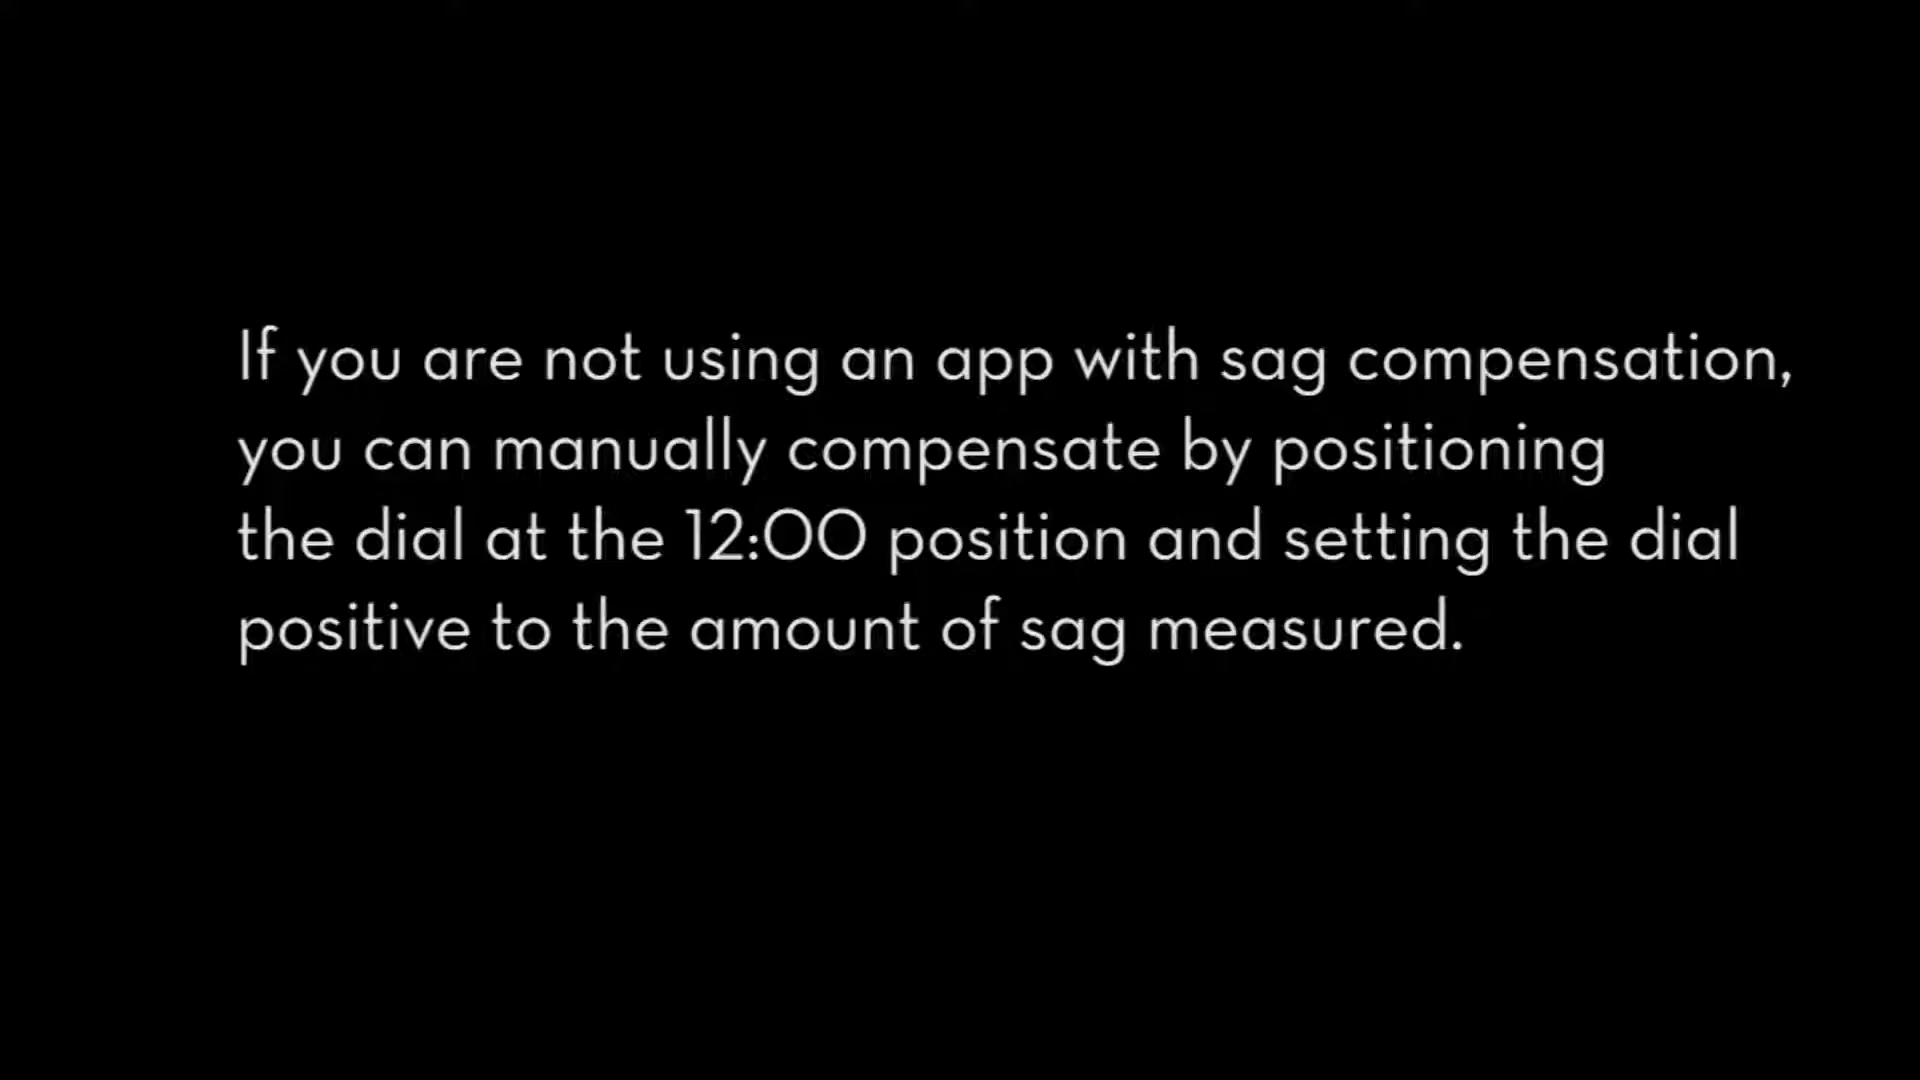 If you are not using an app with sag compensation,
you can manually compensate by positioning
the dial at the 12:00 position and setting the dial
positive to the amount of sag measured.